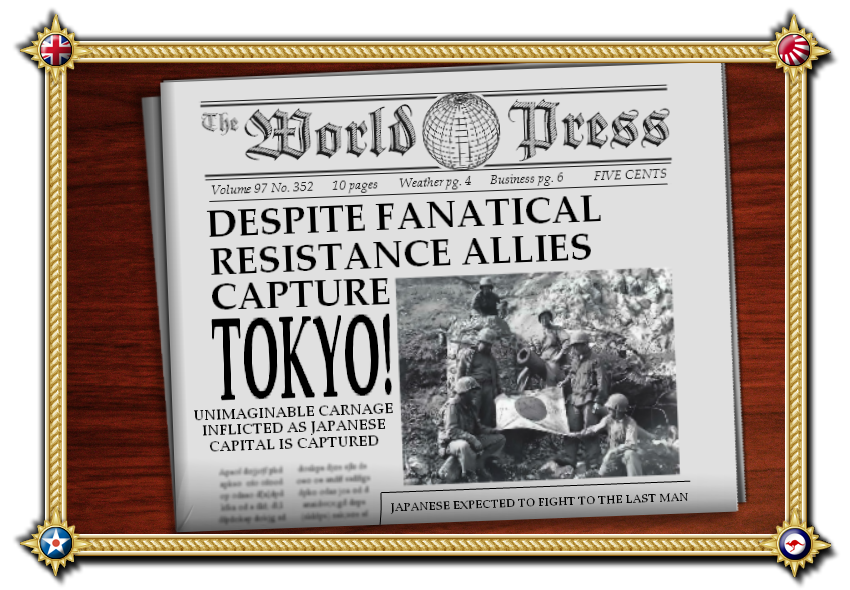 The World Press
Volume 97 No. 352 10 pages Weather pg. 4 Business pg. 6 FIVE CENTS
DESPITE FANATICAL
RESISTANCE ALLIES
CAPTURE
TOKYO!
UNIMAGINABLE CARNAGE
INFLICTED AS JAPANESE
CAPITAL IS CAPTURED
JAPANESE EXPECTED TO FIGHT TO THE LAST MAN